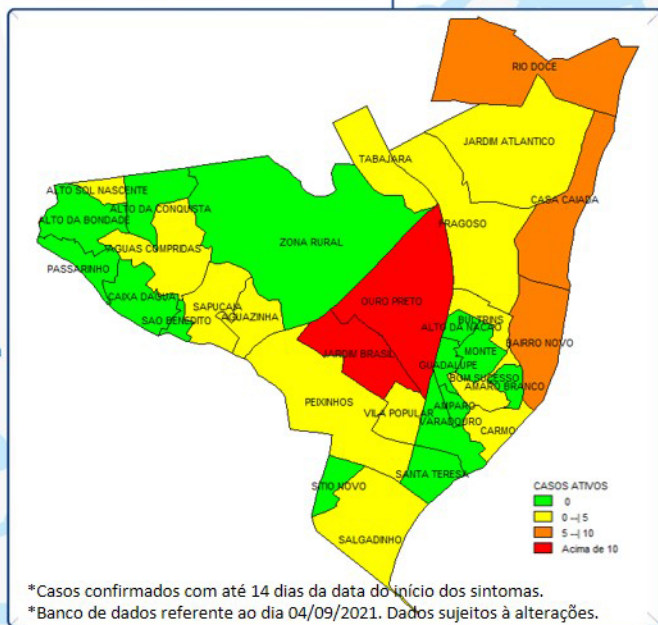 RIO DOCE
JARDIM ATLANTICO
TABAJARA
ALTO SOL NASCENTE
CASA CAIADA
ALTO DA CONQUISTA
ALTO DA BONDADE
FRAGOSO
ZONA RURAL
AGUAS COMPRIDAS
PASSARINHO
CAIXA DAGUA
OURO PRETO
SAPUCAIA
AGUAZINHA
SAO BENEDITO
BULTRINS
ALTO DA NACAO
BAIRRO NOVO
MONTE
JARDIM BRASIL
GUADALUPE
BOM SUCESSO
AMARO BRANCO
PEIXINHOS
AMPARO
VILA POPULAR
VARADOURO
CARMO
SANTA TERESA
SITIO NOVO
SALGADINHO
CASOS ATIVOS
0
0 --| 5
5 --| 10
Acima de 10
*Casos confirmados com até 14 dias da data do início dos sintomas.
*Banco de dados referente ao dia 04/09/2021. Dados sujeitos à alterações.